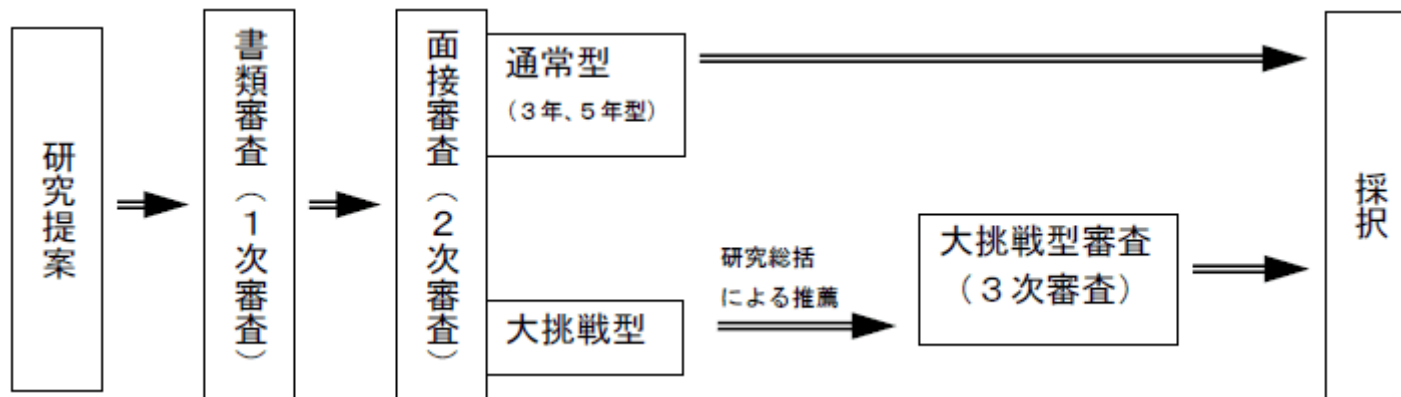 研究提案
書類審査（１次審査）
面接審査（２次審査）
通常型
（３年、５年型）
大挑戦型
研究総括
による推薦
大挑戦型審査
（３次審査）
採択